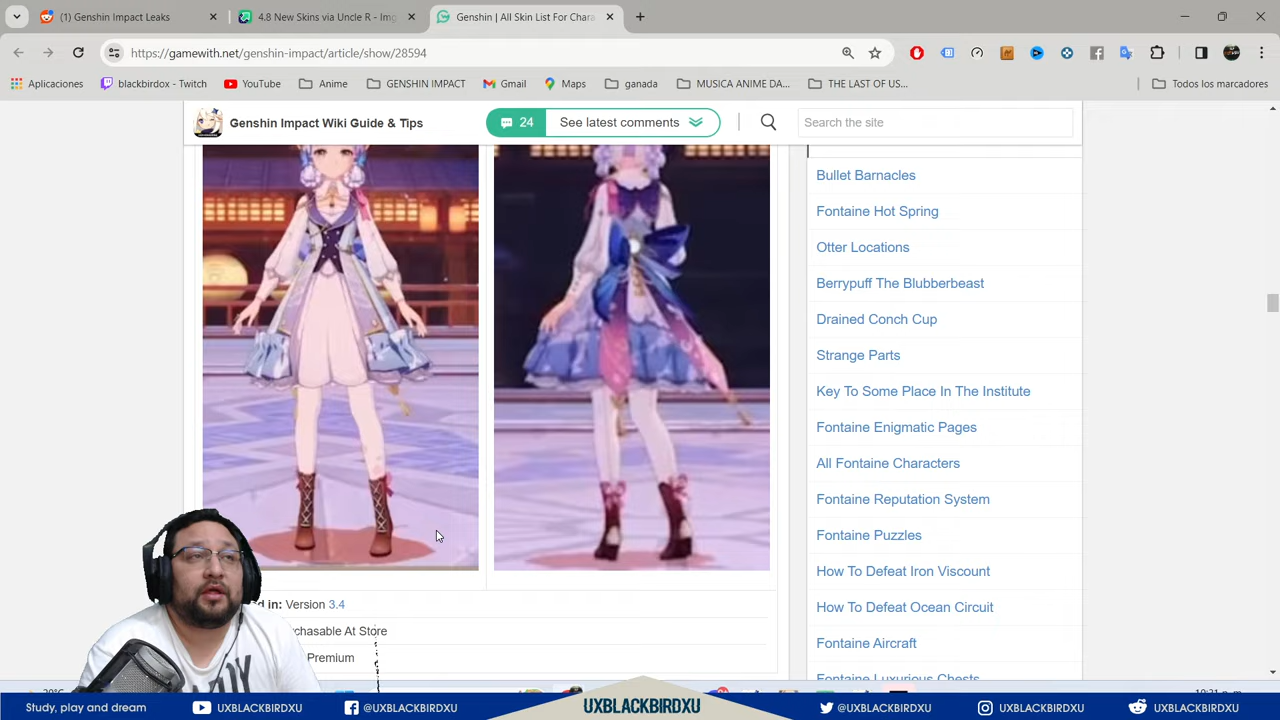 (1) Genshin Impact Leaks
4.8 New Skins via Uncle R - Img
Genshin | All Skin List For Chara
https://gamewith.net/genshin-impact/article/show/28594
Aplicaciones
blackbirdox - Twitch
YouTube
Anime
GENSHIN IMPACT
Gmail
Maps
ganada
MUSICA ANIME DA...
THE LAST OF US...
Todos los marcadores
Genshin Impact Wiki Guide & Tips
24
See latest comments
Search the site
Bullet Barnacles
Fontaine Hot Spring
Otter Locations
Berrypuff The Blubberbeast
Drained Conch Cup
Strange Parts
Key To Some Place In The Institute
Fontaine Enigmatic Pages
All Fontaine Characters
Fontaine Reputation System
Fontaine Puzzles
How To Defeat Iron Viscount
How To Defeat Ocean Circuit
Fontaine Aircraft
Fontaine Luxurious Chests
in: Version 3.4
At Store
Premium
Study, play and dream
UXBLACKBIRDXU
@UXBLACKBIRDXU
UXBLACKBIRDXU
@UXBLACKBIRDXU
UXBLACKBIRDXU
UXBLACKBIRDXU